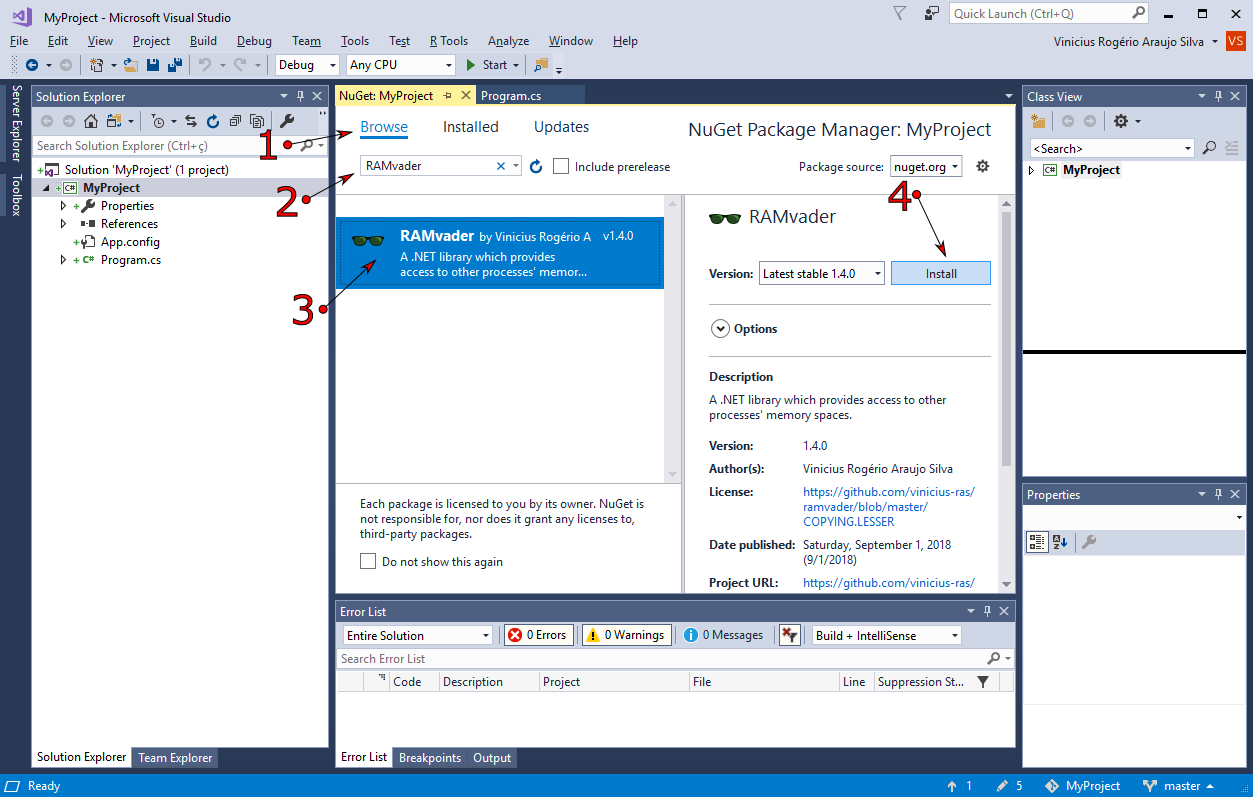 MyProject - Microsoft Visual Studio
Quick Launch (Ctrl+Q)
File Edit View Project Build Debug Team Tools Test R Tools Analyze Window Help
Vinicius Rogério Araujo Silva VS
Debug Any CPU Start
Server Explorer
Toolbox
Solution Explorer
Search Solution Explorer (Ctrl+ç)
Solution 'MyProject' (1 project)
C# MyProject
Properties
References
App.config
C# Program.cs
Solution Explorer Team Explorer
NuGet: MyProject Program.cs
Browse Installed Updates
NuGet Package Manager: MyProject
1
RAMvader Include prerelease
Package source: nuget.org
2
4
RAMvader by Vinicius Rogério A v1.4.0
A .NET library which provides
access to other processes' memor...
3
Each package is licensed to you by its owner. NuGet is
not responsible for, nor does it grant any licenses to,
third-party packages.
Do not show this again
RAMvader
Version: Latest stable 1.4.0 Install
Options
Description
A .NET library which provides access to other
processes' memory spaces.
Version: 1.4.0
Author(s): Vinicius Rogério Araujo Silva
License: https://github.com/vinicius-ras/
ramvader/blob/master/
COPYING.LESSER
Date published: Saturday, September 1, 2018
(9/1/2018)
Project URL: https://github.com/vinicius-ras/
Error List
Entire Solution 0 Errors 0 Warnings 0 Messages Build + IntelliSense
Search Error List
Code Description Project File Line Suppression St...
Error List Breakpoints Output
Class View
<Search>
C# MyProject
Properties
Ready 1 5 MyProject master